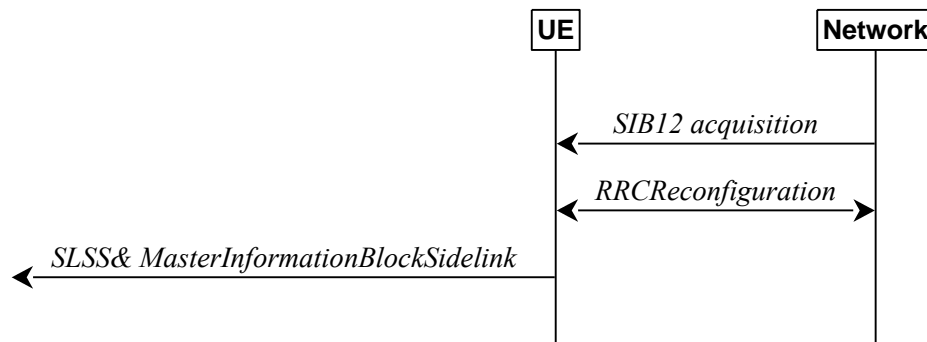 UE
Network
SIB12 acquisition
RRCReconfiguration
SLSS& MasterInformationBlockSidelink